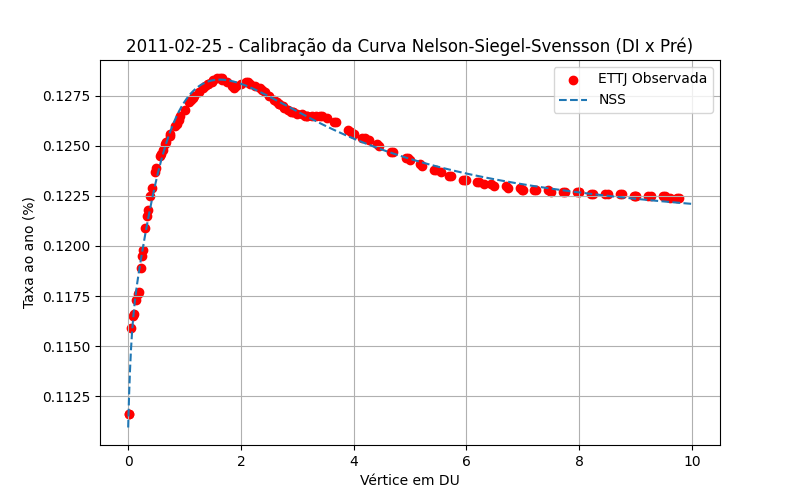 2011-02-25 - Calibração da Curva Nelson-Siegel-Svensson (DI x Pré)
ETTJ Observada
NSS
Taxa ao ano (%)
0.1275
0.1250
0.1225
0.1200
0.1175
0.1150
0.1125
0 2 4 6 8 10
Vértice em DU